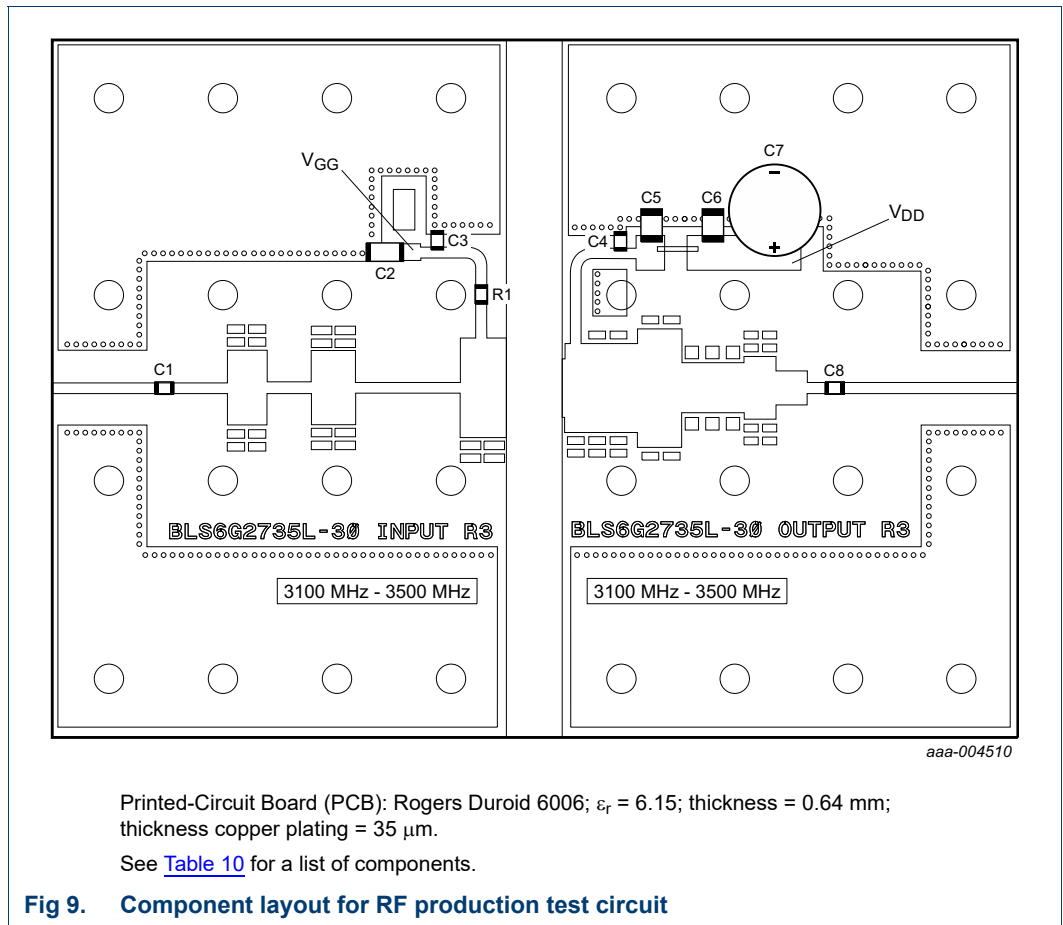 C7
VGG
C5
C6
VDD
C3
C4
C2
R1
C1
C8
BLS6G2735L-3Ø INPUT R3
BLS6G2735L-3Ø OUTPUT R3
3100 MHz - 3500 MHz
3100 MHz - 3500 MHz
aaa-004510
Printed-Circuit Board (PCB): Rogers Duroid 6006; εr = 6.15; thickness = 0.64 mm;
thickness copper plating = 35 μm.
See Table 10 for a list of components.
Fig 9. Component layout for RF production test circuit